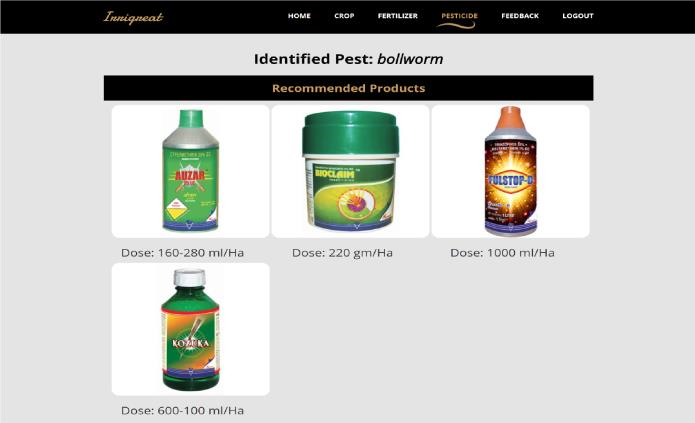 Irrigreat
HOME CROP FERTILIZER PESTICIDE FEEDBACK LOGOUT
Identified Pest: bollworm
Recommended Products
AUZAR
BIOCLAIM
FULSTOP-D
Dose: 160-280 ml/Ha
Dose: 220 gm/Ha
Dose: 1000 ml/Ha
KOZUKA
Dose: 600-100 ml/Ha